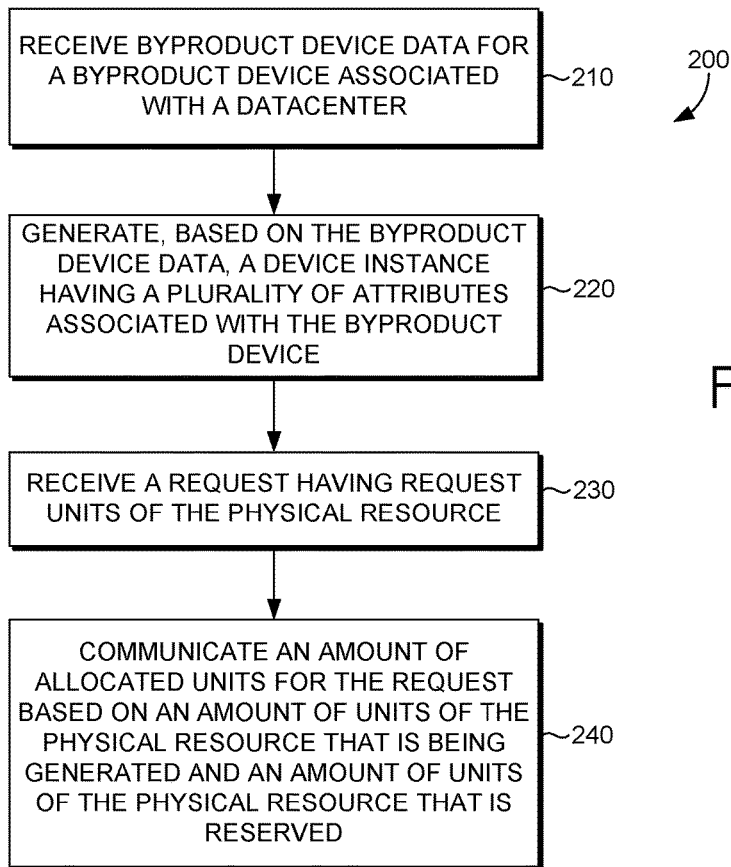 RECEIVE BYPRODUCT DEVICE DATA FOR
A BYPRODUCT DEVICE ASSOCIATED
WITH A DATACENTER
210
200
GENERATE, BASED ON THE BYPRODUCT
DEVICE DATA, A DEVICE INSTANCE
HAVING A PLURALITY OF ATTRIBUTES
ASSOCIATED WITH THE BYPRODUCT
DEVICE
220
F
RECEIVE A REQUEST HAVING REQUEST
UNITS OF THE PHYSICAL RESOURCE
230
COMMUNICATE AN AMOUNT OF
ALLOCATED UNITS FOR THE REQUEST
BASED ON AN AMOUNT OF UNITS OF THE
PHYSICAL RESOURCE THAT IS BEING
GENERATED AND AN AMOUNT OF UNITS
OF THE PHYSICAL RESOURCE THAT IS
RESERVED
240